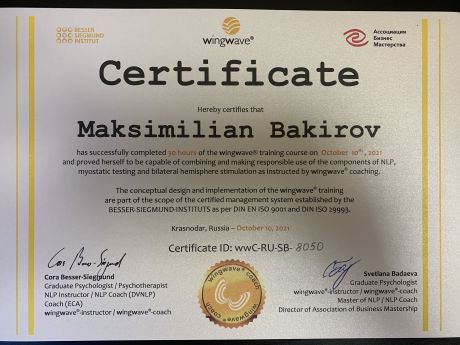 BESSER
SIEGMUND
INSTITUT
wingwave®
Ассоциация
Бизнес
Мастерства
Certificate
Hereby certifies that
Maksimilian Bakirov
has successfully completed 30 hours of the wingwave® training course on October 10th, 2021
and proved herself to be capable of combining and making responsible use of the components of NLP,
myostatic testing and bilateral hemisphere stimulation as instructed by wingwave® coaching.
The conceptual design and implementation of the wingwave® training
are part of the scope of the certified management system established by the
BESSER-SIEGMUND-INSTITUTS as per DIN EN ISO 9001 and DIN ISO 29993.
Krasnodar, Russia – October 10, 2021
Certificate ID: wwC-RU-SB- 8050
Cora Besser-Siegmund
Graduate Psychologist / Psychotherapist
NLP Instructor / NLP Coach (DVNLP)
Coach (ECA)
wingwave®-instructor / wingwave®-coach
wingwave® coach
wingwave® coach
Svetlana Badaeva
Graduate Psychologist
wingwave®-instructor / wingwave®-coach
Master of NLP / NLP Coach
Director of Association of Business Mastership